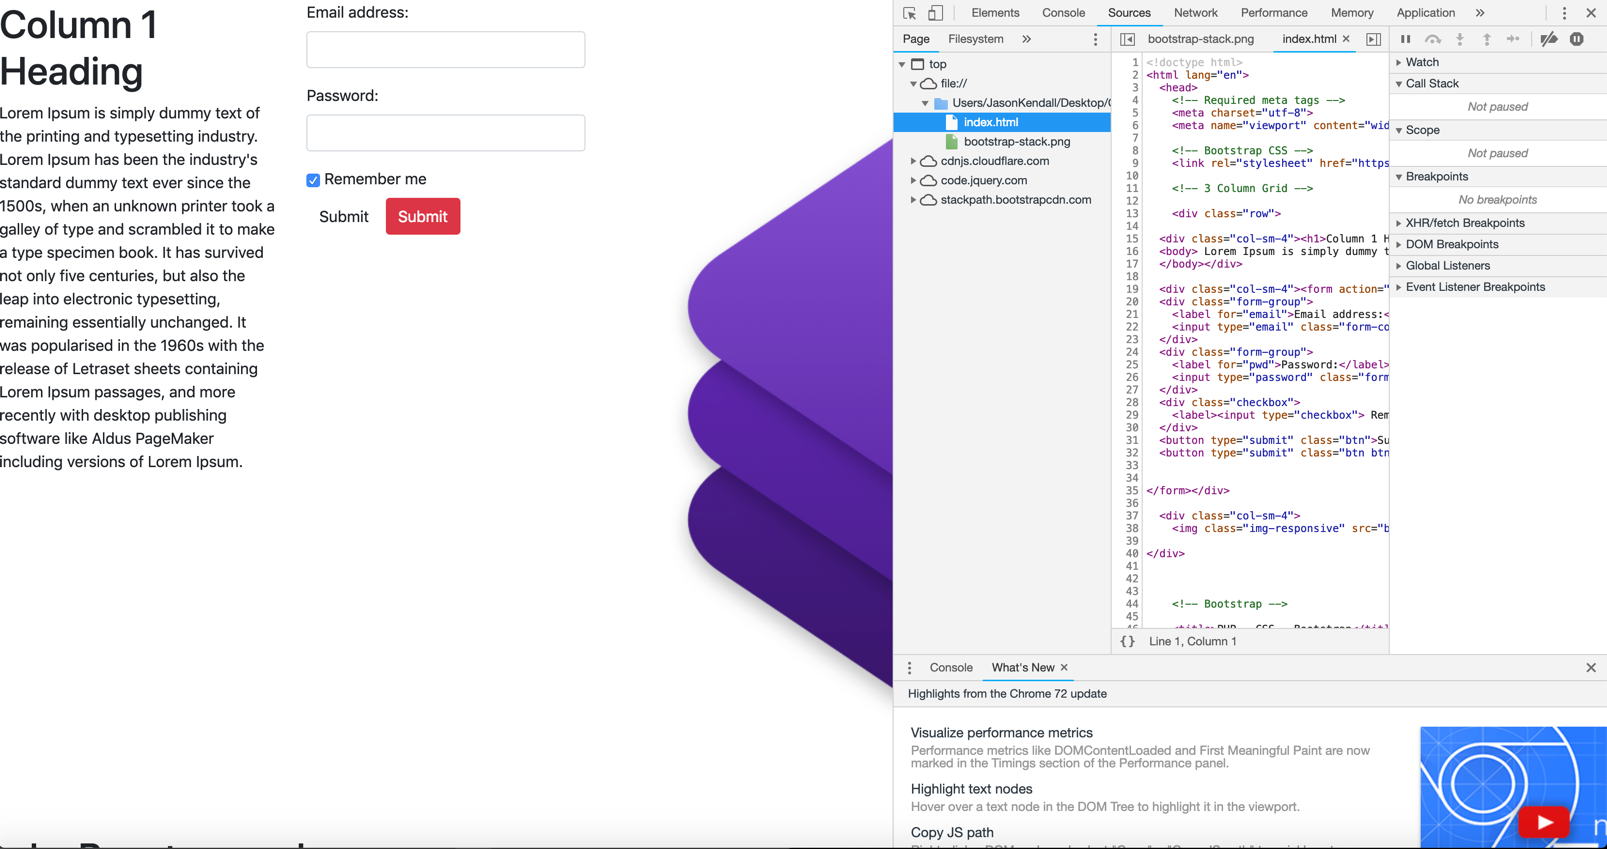 Column 1
Heading
Lorem Ipsum is simply dummy text of
the printing and typesetting industry.
Lorem Ipsum has been the industry's
standard dummy text ever since the
1500s, when an unknown printer took a
galley of type and scrambled it to make
a type specimen book. It has survived
not only five centuries, but also the
leap into electronic typesetting,
remaining essentially unchanged. It
was popularised in the 1960s with the
release of Letraset sheets containing
Lorem Ipsum passages, and more
recently with desktop publishing
software like Aldus PageMaker
including versions of Lorem Ipsum.
Email address:
Password:
Remember me
Submit Submit
Elements Console Sources Network Performance Memory Application »
Page Filesystem »
top
file://
Users/JasonKendall/Desktop/
index.html
bootstrap-stack.png
cdnjs.cloudflare.com
code.jquery.com
stackpath.bootstrapcdn.com
bootstrap-stack.png index.html ×
1 <!doctype html>
2 <html lang="en">
3 <head>
4 <!-- Required meta tags -->
5 <meta charset="utf-8">
6 <meta name="viewport" content="wid
7
8 <!-- Bootstrap CSS -->
9 <link rel="stylesheet" href="https
10
11 <!-- 3 Column Grid -->
12
13 <div class="row">
14
15 <div class="col-sm-4"><h1>Column 1 H
16 <body> Lorem Ipsum is simply dummy t
17 </body></div>
18
19 <div class="col-sm-4"><form action="
20 <div class="form-group">
21 <label for="email">Email address:<
22 <input type="email" class="form-co
23 </div>
24 <div class="form-group">
25 <label for="pwd">Password:</label>
26 <input type="password" class="form
27 </div>
28 <div class="checkbox">
29 <label><input type="checkbox"> Rem
30 </div>
31 <button type="submit" class="btn">Su
32 <button type="submit" class="btn btn
33
34
35 </form></div>
36
37 <div class="col-sm-4">
38 <img class="img-responsive" src="b
39
40 </div>
41
42
43
44 <!-- Bootstrap -->
45
{ } Line 1, Column 1
Watch
Call Stack
Not paused
Scope
Not paused
Breakpoints
No breakpoints
XHR/fetch Breakpoints
DOM Breakpoints
Global Listeners
Event Listener Breakpoints
Console What's New ×
Highlights from the Chrome 72 update
Visualize performance metrics
Performance metrics like DOMContentLoaded and First Meaningful Paint are now
marked in the Timings section of the Performance panel.
Highlight text nodes
Hover over a text node in the DOM Tree to highlight it in the viewport.
Copy JS path